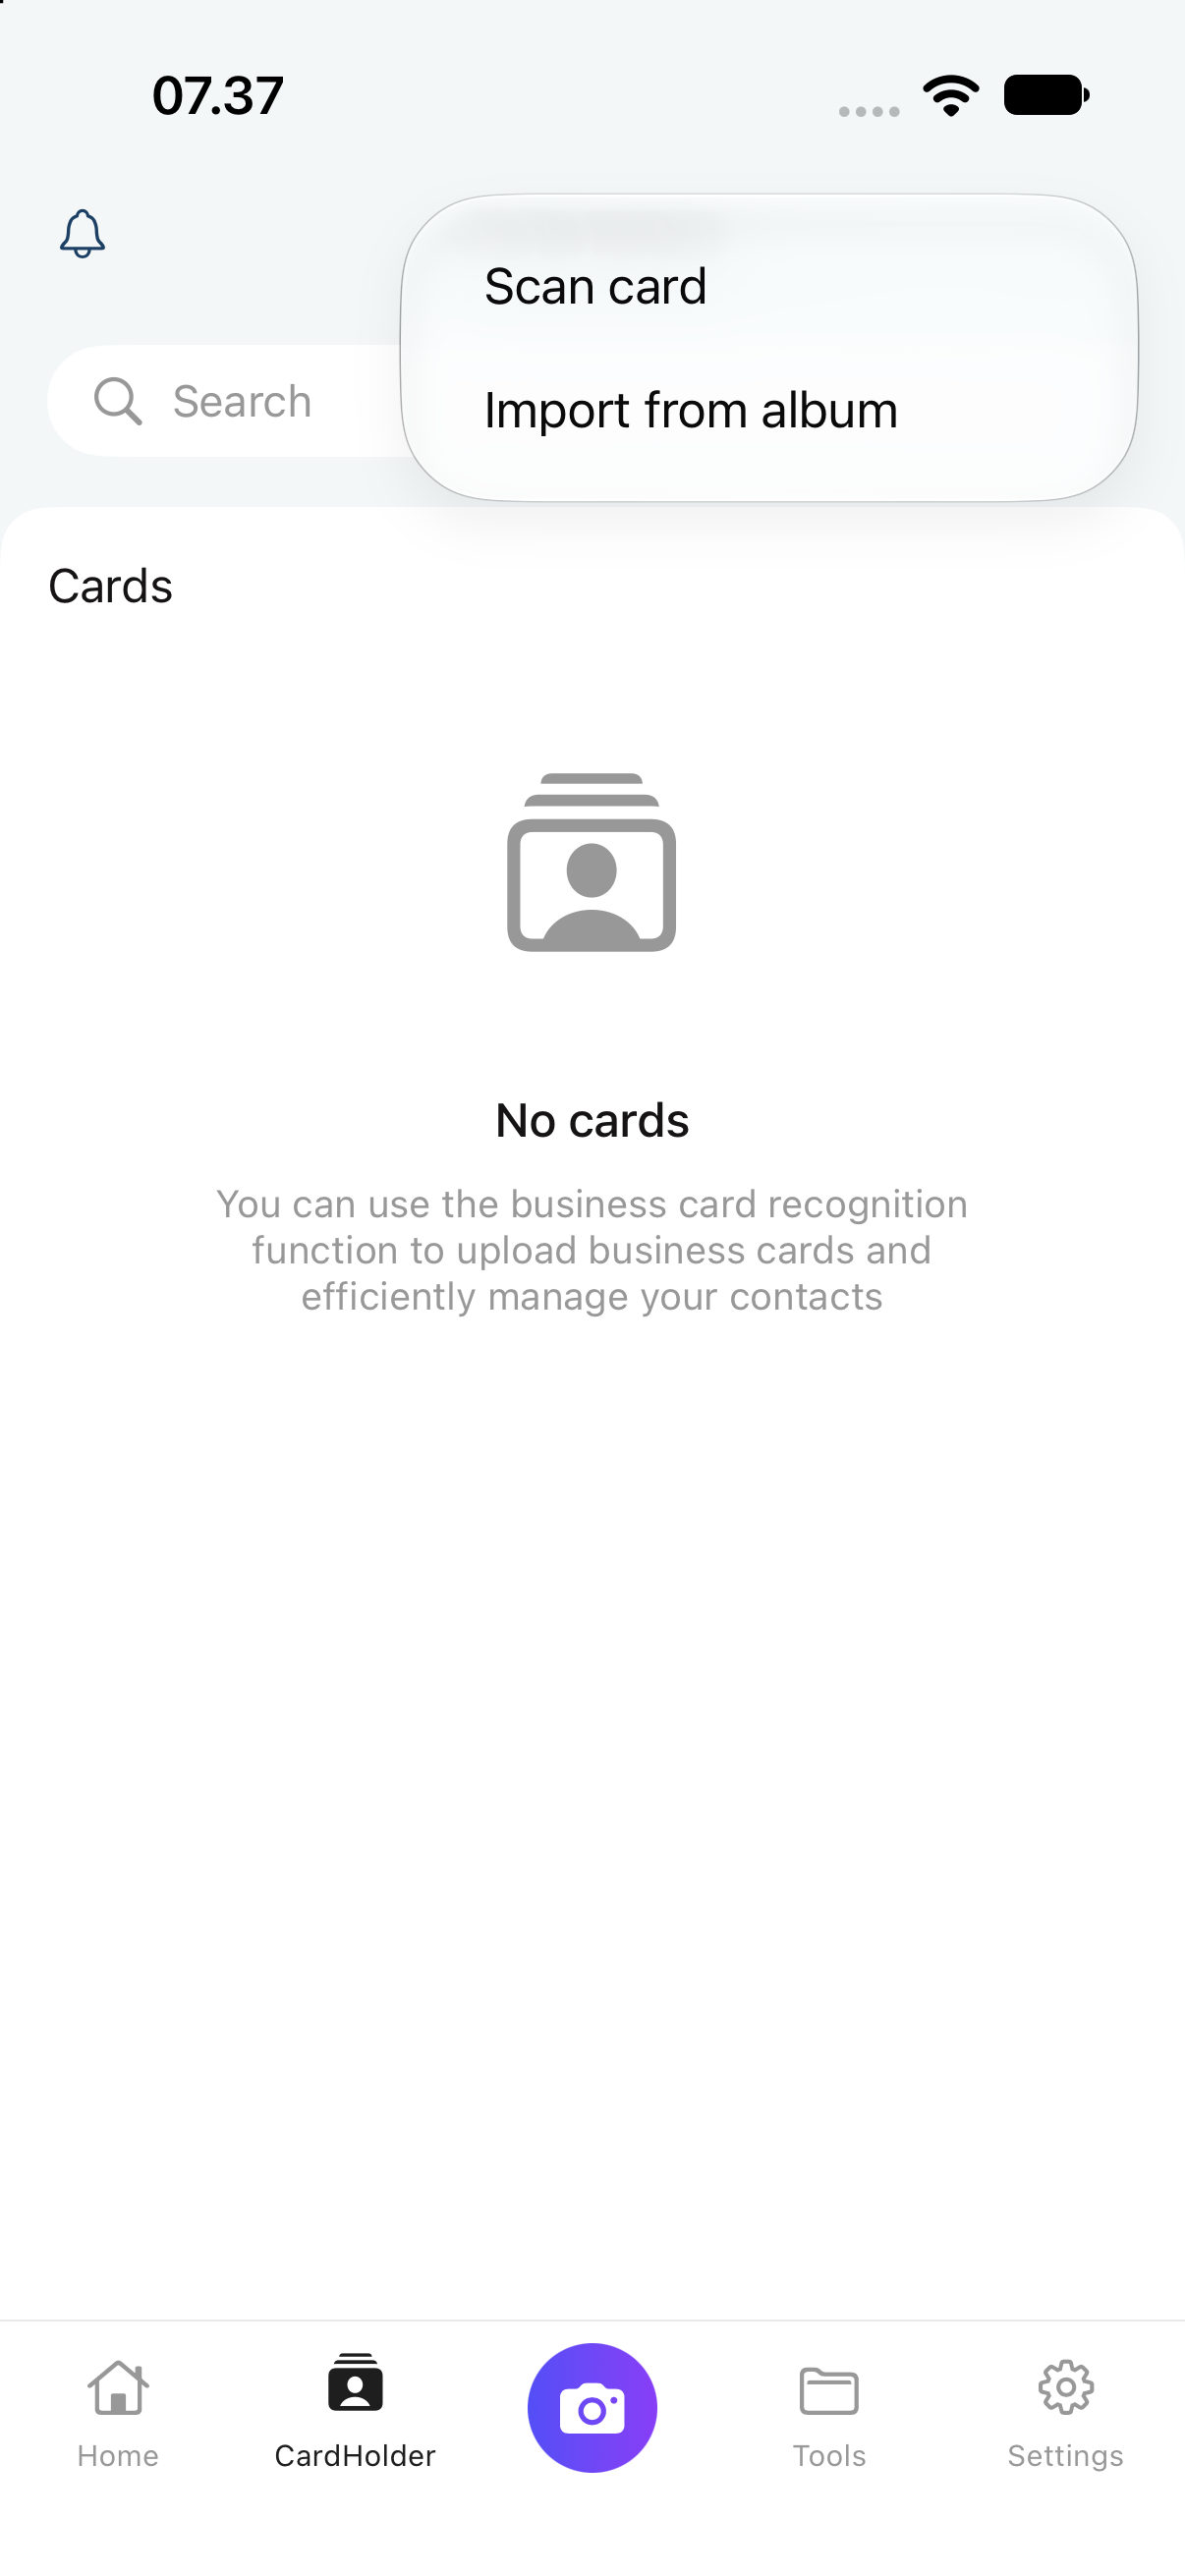 07.37
Scan card
Search
Import from album
Cards
No cards
You can use the business card recognition
function to upload business cards and
efficiently manage your contacts
Home
CardHolder
Tools
Settings